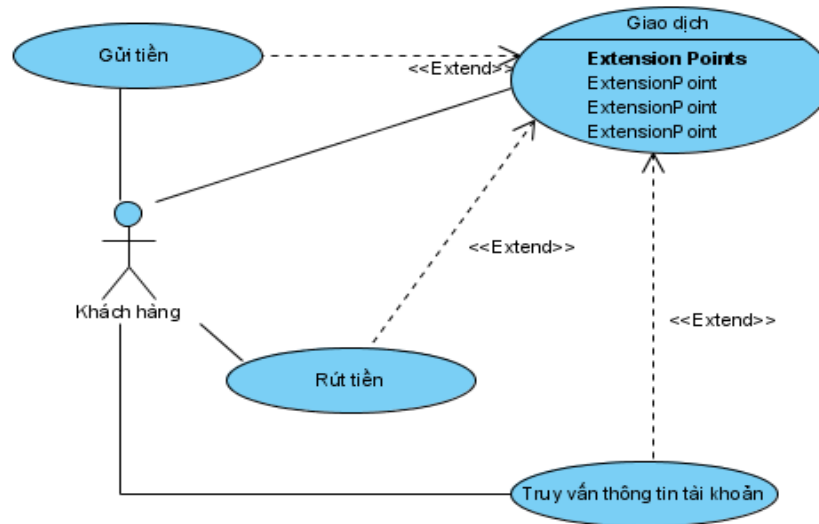 Giao dịch
Gửi tiền
Extension Points
<<Extend>>
ExtensionPoint
ExtensionPoint
ExtensionPoint
<<Extend>>
Khách hàng
<<Extend>>
Rút tiền
Truy vấn thông tin tài khoản